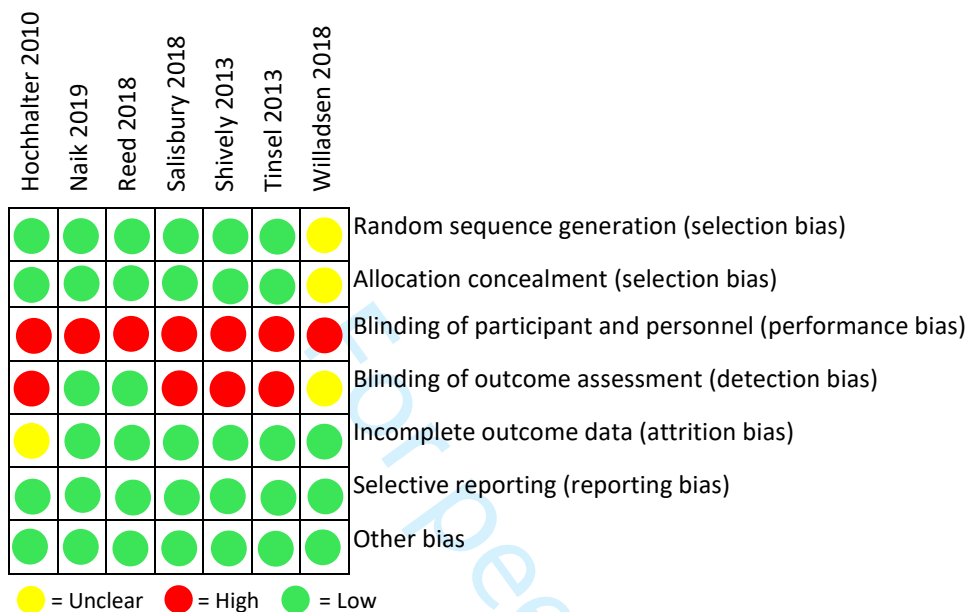 Hochhalter 2010
Naik 2019
Reed 2018
Salisbury 2018
Shively 2013
Tinsel 2013
Willadsen 2018
Random sequence generation (selection bias)
Allocation concealment (selection bias)
Blinding of participant and personnel (performance bias)
Blinding of outcome assessment (detection bias)
Incomplete outcome data (attrition bias)
Selective reporting (reporting bias)
Other bias
= Unclear = High = Low
For pee